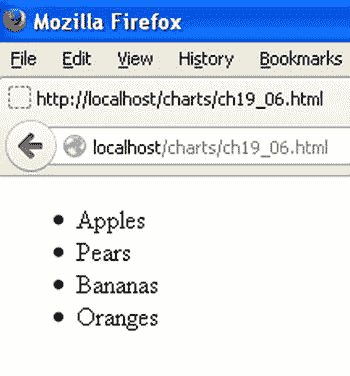 Mozilla Firefox
File Edit View History Bookmarks
http://localhost/charts/ch19_06.html
localhost/charts/ch19_06.html
Apples
Pears
Bananas
Oranges